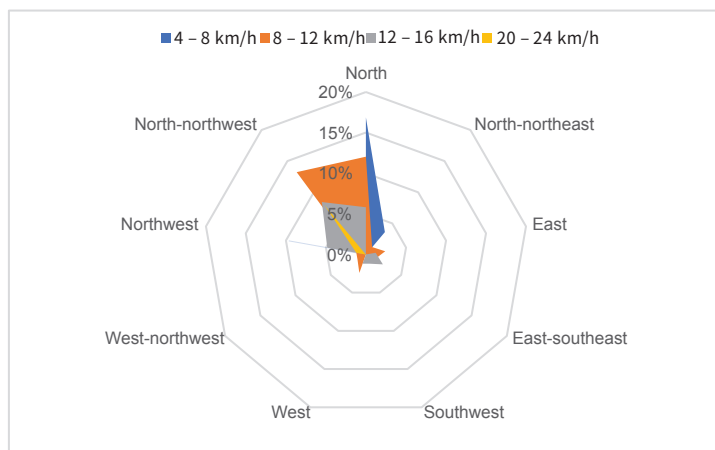 4 – 8 km/h 8 – 12 km/h 12 – 16 km/h 20 – 24 km/h
North
20%
North-northwest North-northeast
15%
10%
Northwest East
5%
0%
West-northwest East-southeast
West Southwest